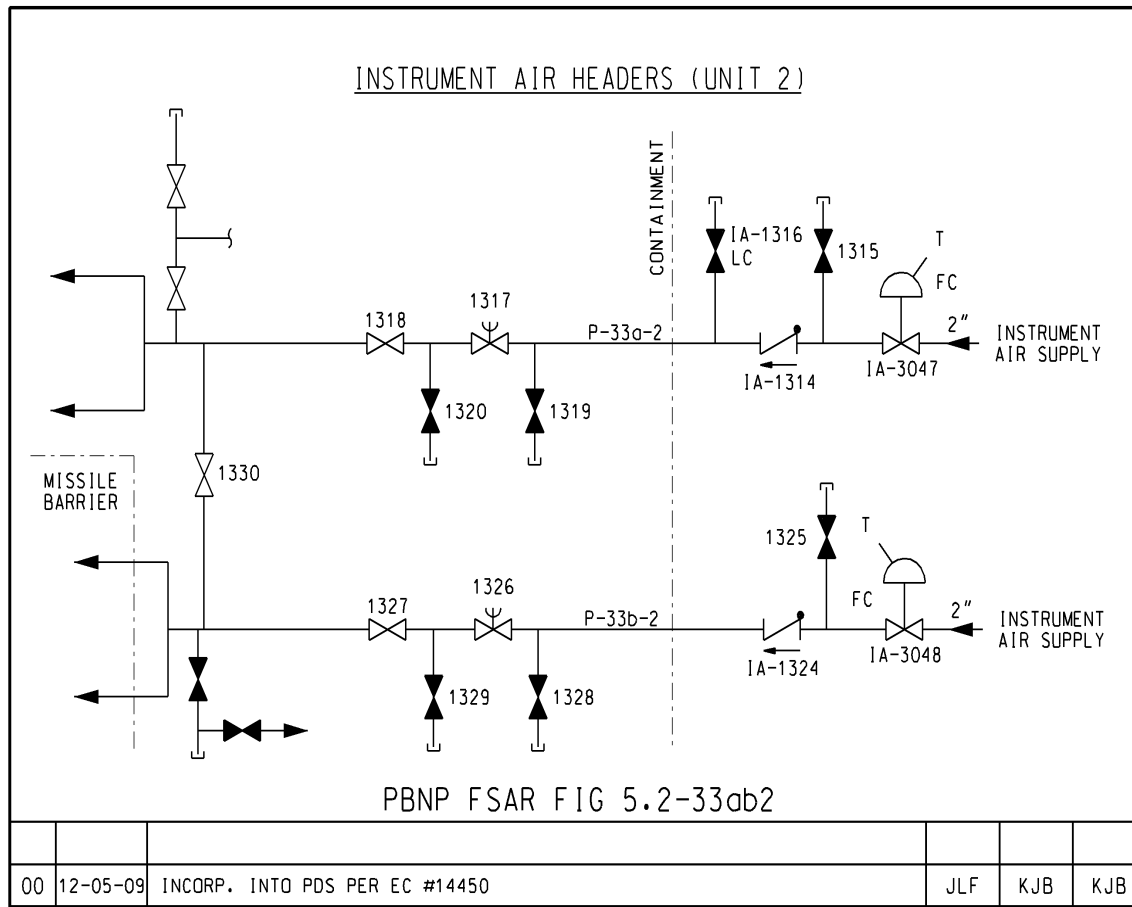 INSTRUMENT AIR HEADERS (UNIT 2)
CONTAINMENT
IA-1316
LC
1315
T
FC
1318
1317
P-33a-2
2"
INSTRUMENT
AIR SUPPLY
IA-1314
IA-3047
1320
1319
1330
MISSILE
BARRIER
1325
T
FC
1327
1326
P-33b-2
2"
INSTRUMENT
AIR SUPPLY
IA-1324
IA-3048
1329
1328
PBNP FSAR FIG 5.2-33ab2
00 12-05-09 INCORP. INTO PDS PER EC #14450 JLF KJB KJB